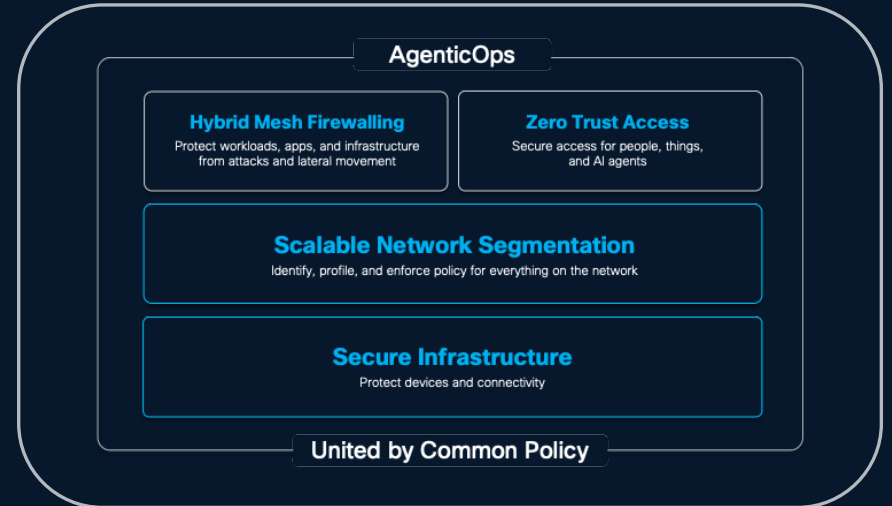 AgenticOps
Hybrid Mesh Firewalling
Protect workloads, apps, and infrastructure
from attacks and lateral movement
Zero Trust Access
Secure access for people, things,
and AI agents
Scalable Network Segmentation
Identify, profile, and enforce policy for everything on the network
Secure Infrastructure
Protect devices and connectivity
United by Common Policy